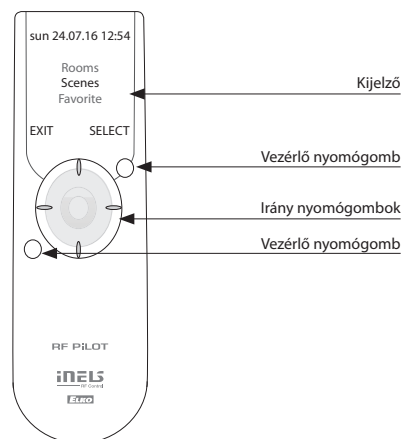 sun 24.07.16 12:54
Rooms
Scenes
Favorite
EXIT SELECT
Kijelző
Vezérlő nyomógomb
Irány nyomógombok
Vezérlő nyomógomb
RF PiLOT
iNELS
RF Control
ELKO